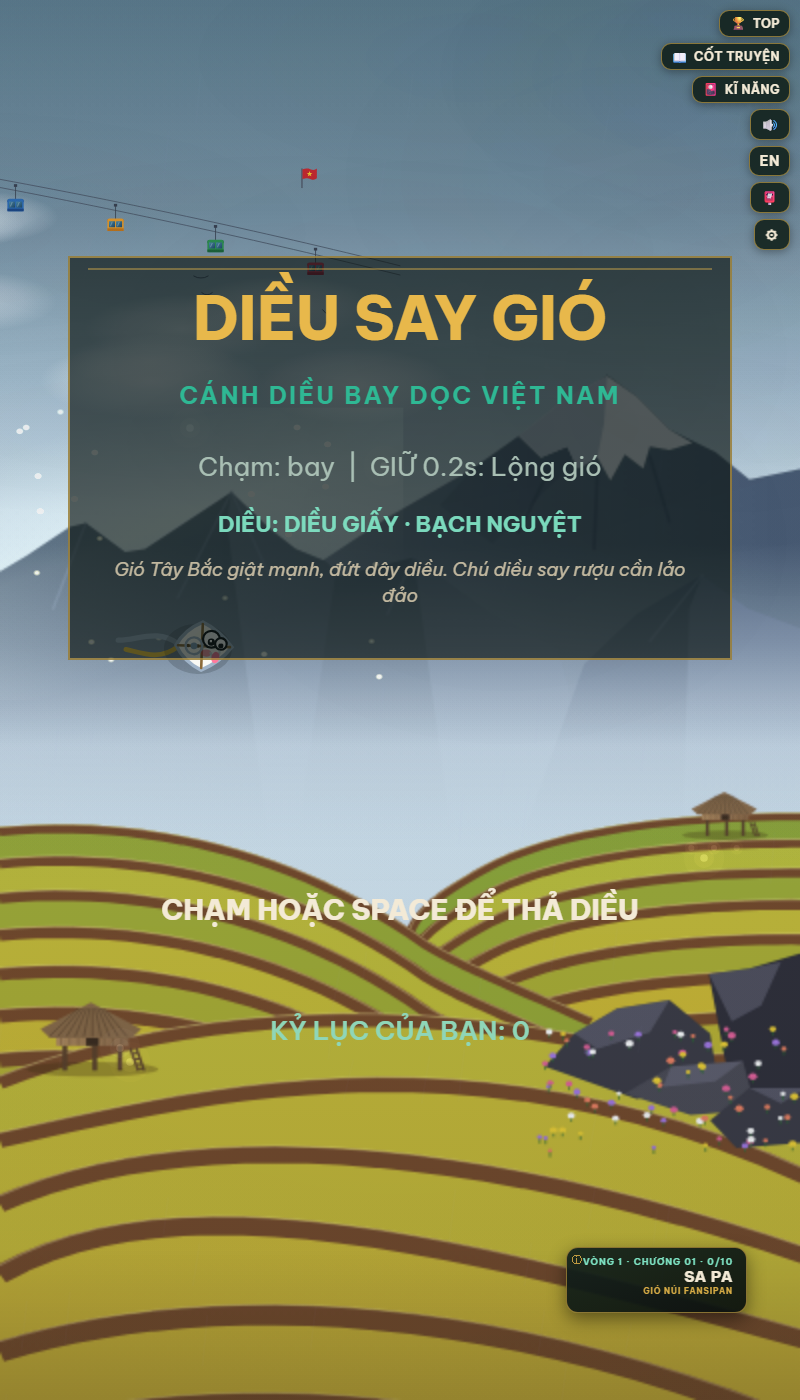 TOP
CỐT TRUYỆN
KĨ NĂNG
EN
DIỀU SAY GIÓ
CÁNH DIỀU BAY DỌC VIỆT NAM
Chạm: bay | GIỮ 0.2s: Lộng gió
DIỀU: DIỀU GIẤY · BẠCH NGUYỆT
Gió Tây Bắc giật mạnh, đứt dây diều. Chú diều say rượu cần lảo
đảo
CHẠM HOẶC SPACE ĐỂ THẢ DIỀU
KỶ LỤC CỦA BẠN: 0
VÒNG 1 · CHƯƠNG 01 · 0/10
SA PA
GIÓ NÚI FANSIPAN